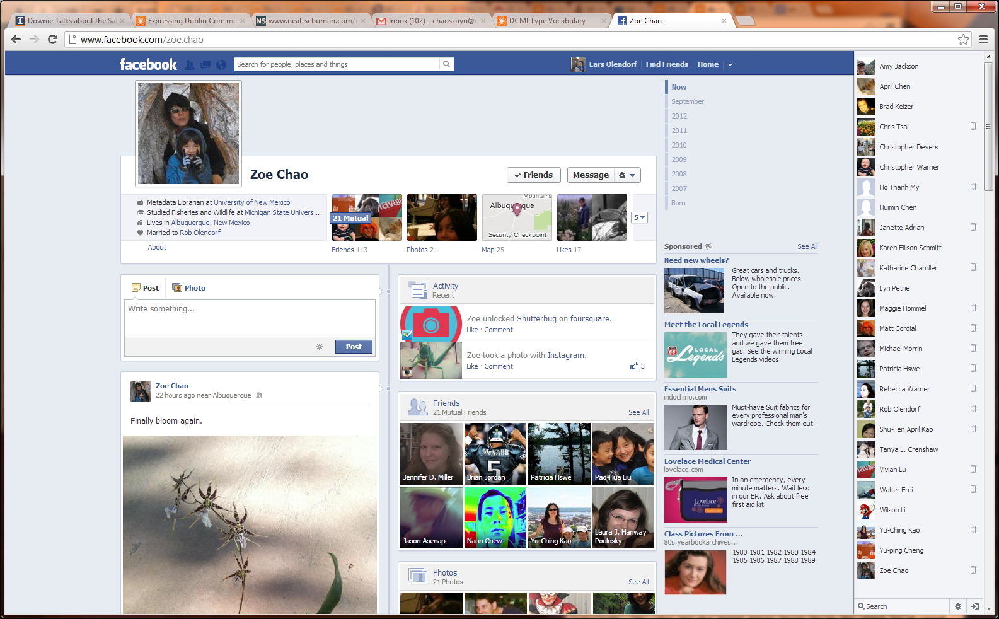 Downie Talks about the Sal
Expressing Dublin Core me
www.neal-schuman.com/
Inbox (102) - chaoszuyu@g
DCMI Type Vocabulary
Zoe Chao
www.facebook.com/zoe.chao
facebook
Search for people, places and things
Lars Olendorf
Find Friends
Home
Zoe Chao
Friends
Message
Metadata Librarian at University of New Mexico
Studied Fisheries and Wildlife at Michigan State Univers...
Lives in Albuquerque, New Mexico
Married to Rob Olendorf
About
21 Mutual
Friends 113
Photos 21
Mountains
Albuquerque
Security Checkpoint
Map 25
Likes 17
5
Post
Photo
Write something...
Post
Zoe Chao
22 hours ago near Albuquerque
Finally bloom again.
Activity
Recent
Zoe unlocked Shutterbug on foursquare.
Like · Comment
Zoe took a photo with Instagram.
Like · Comment
3
Friends
21 Mutual Friends
See All
Jennifer D. Miller
McNABB
5
Brian Jordan
Patricia Hswe
Pao-Hua Liu
Jason Asenap
Naun Chew
Yu-Ching Kao
Laura J. Hanway
Poulosky
Photos
21 Photos
See All
Now
September
2012
2011
2010
2009
2008
2007
Born
Sponsored
See All
Need new wheels?
Great cars and trucks.
Below wholesale prices.
Open to the public.
Available now.
Meet the Local Legends
66
LOCAL
Legends
They gave their talents
and we gave them free
gas. See the winning Local
Legends videos
Essential Mens Suits
indochino.com
Must-have Suit fabrics for
every professional man's
wardrobe. Check them out.
Lovelace Medical Center
lovelace.com
Lovelace
In an emergency, every
minute matters. Wait less
in our ER. Ask about free
first aid kit.
Class Pictures From ...
80s.yearbookarchives...
1980 1981 1982 1983 1984
1985 1986 1987 1988 1989
Amy Jackson
April Chen
Brad Keizer
Chris Tsai
Christopher Devers
Christopher Warner
Ho Thanh My
Huimin Chen
Janette Adrian
Karen Ellison Schmitt
Katharine Chandler
Lyn Petrie
Maggie Hommel
Matt Cordial
Michael Morrin
Patricia Hswe
Rebecca Warner
Rob Olendorf
Shu-Fen April Kao
Tanya L. Crenshaw
Vivian Lu
Walter Frei
Wilson Li
Yu-Ching Kao
Yu-ping Cheng
Zoe Chao
Search